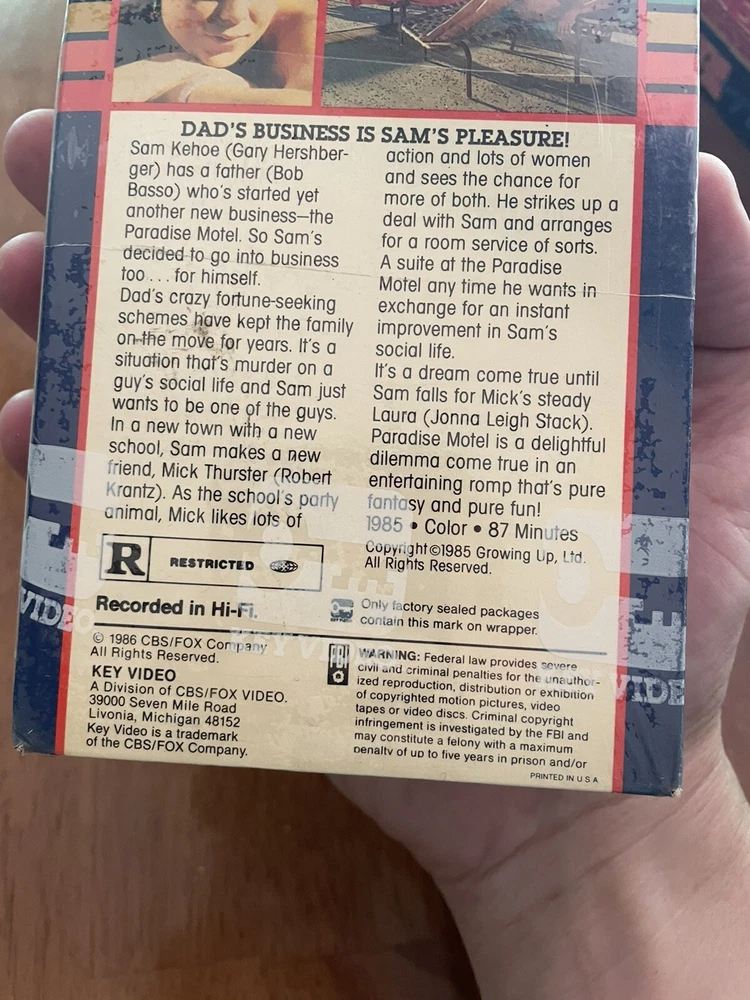 DAD'S BUSINESS IS SAM'S PLEASURE!
Sam Kehoe (Gary Hershber-
ger) has a father (Bob
Basso) who's started yet
another new business—the
Paradise Motel. So Sam's
decided to go into business
too . . . for himself.
Dad's crazy fortune-seeking
schemes have kept the family
on the move for years. It's a
situation that's murder on a
guy's social life and Sam just
wants to be one of the guys.
In a new town with a new
school, Sam makes a new
friend, Mick Thurster (Robert
Krantz). As the school's party
animal, Mick likes lots of
action and lots of women
and sees the chance for
more of both. He strikes up a
deal with Sam and arranges
for a room service of sorts.
A suite at the Paradise
Motel any time he wants in
exchange for an instant
improvement in Sam's
social life.
It's a dream come true until
Sam falls for Mick's steady
Laura (Jonna Leigh Stack).
Paradise Motel is a delightful
dilemma come true in an
entertaining romp that's pure
fantasy and pure fun!
1985 • Color • 87 Minutes
Copyright ©1985 Growing Up, Ltd.
All Rights Reserved.
R RESTRICTED
Recorded in Hi-Fi.
Only factory sealed packages
contain this mark on wrapper.
© 1986 CBS/FOX Company
All Rights Reserved.
KEY VIDEO
A Division of CBS/FOX VIDEO.
39000 Seven Mile Road
Livonia, Michigan 48152
Key Video is a trademark
of the CBS/FOX Company.
FBI
WARNING: Federal law provides severe
civil and criminal penalties for the unauthor-
ized reproduction, distribution or exhibition
of copyrighted motion pictures, video
tapes or video discs. Criminal copyright
infringement is investigated by the FBI and
may constitute a felony with a maximum
penalty of up to five years in prison and/or
PRINTED IN U S A
VIDEO
KEY VIDEO
VIDE